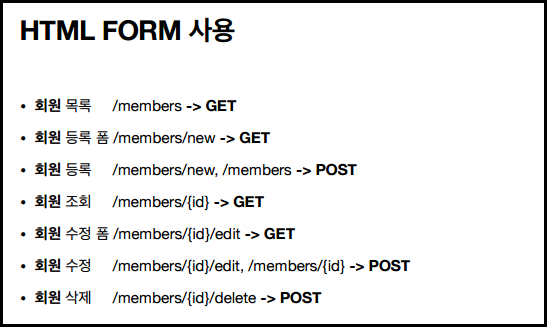 HTML FORM 사용
• 회원 목록 /members -> GET
• 회원 등록 폼 /members/new -> GET
• 회원 등록 /members/new, /members -> POST
• 회원 조회 /members/{id} -> GET
• 회원 수정 폼 /members/{id}/edit -> GET
• 회원 수정 /members/{id}/edit, /members/{id} -> POST
• 회원 삭제 /members/{id}/delete -> POST